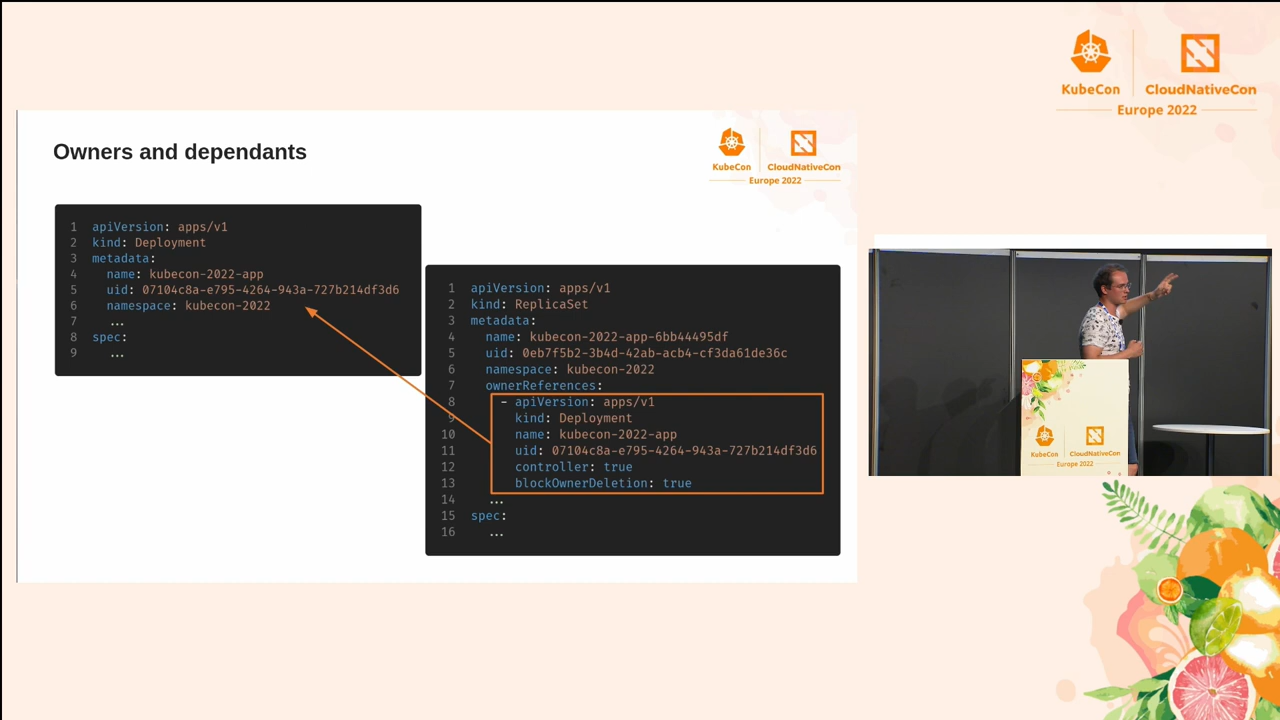 KubeCon
CloudNativeCon
Europe 2022
Owners and dependants
KubeCon
CloudNativeCon
Europe 2022
1 apiVersion: apps/v1
2 kind: Deployment
3 metadata:
4 name: kubecon-2022-app
5 uid: 07104c8a-e795-4264-943a-727b214df3d6
6 namespace: kubecon-2022
7 ...
8 spec:
9 ...
1 apiVersion: apps/v1
2 kind: ReplicaSet
3 metadata:
4 name: kubecon-2022-app-6bb44495df
5 uid: 0eb7f5b2-3b4d-42ab-acb4-cf3da61de36c
6 namespace: kubecon-2022
7 ownerReferences:
8 - apiVersion: apps/v1
9 kind: Deployment
10 name: kubecon-2022-app
11 uid: 07104c8a-e795-4264-943a-727b214df3d6
12 controller: true
13 blockOwnerDeletion: true
14 ...
15 spec:
16 ...
KubeCon
CloudNativeCon
Europe 2022